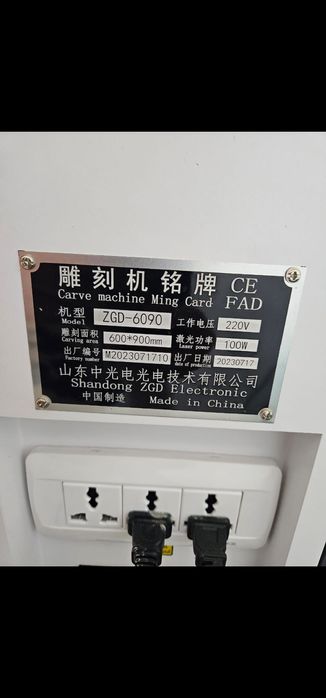 雕刻机铭牌 CE
Carve machine Ming Card FAD
机型 ZGD-6090 工作电压 220V
Model
雕刻面积 600*900mm 激光功率 100W
Carving area Laser power
出厂编号 M2023071710 出厂日期 20230717
Factory number date of production
山东中光电光电技术有限公司
Shandong ZGD Electronic
中国制造 Made in China